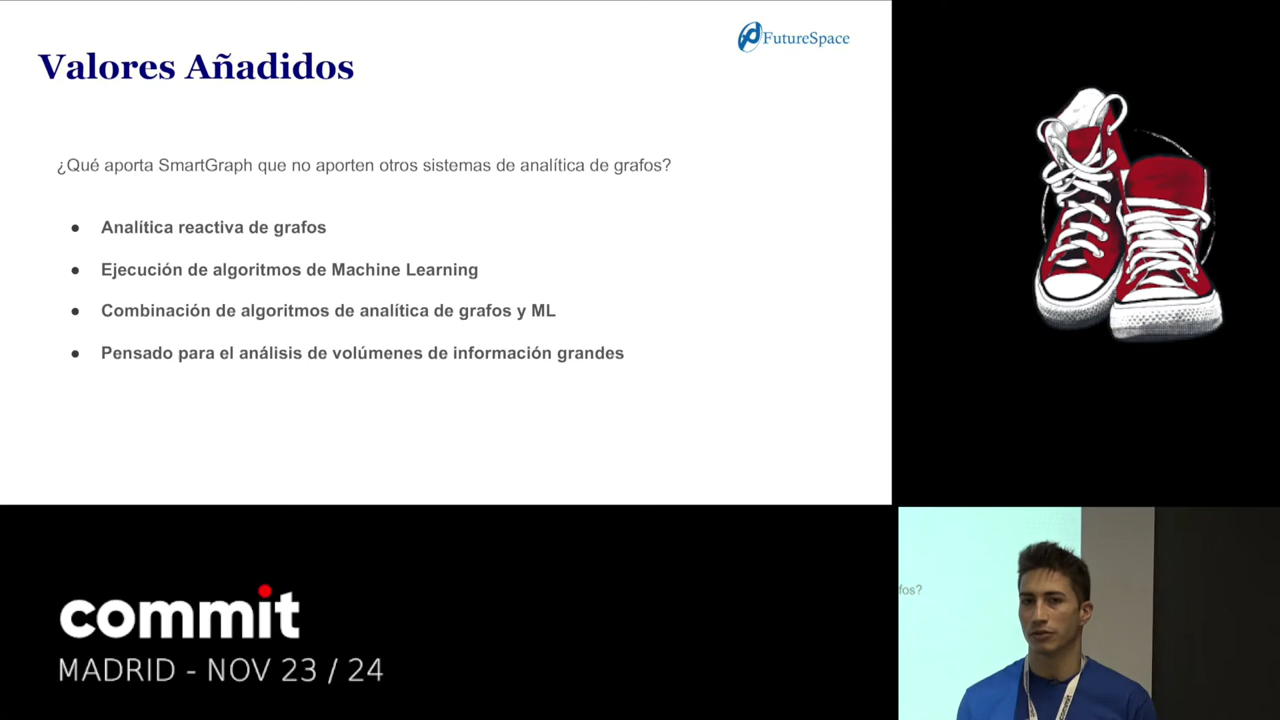 FutureSpace
Valores Añadidos
¿Qué aporta SmartGraph que no aporten otros sistemas de analítica de grafos?
● Analítica reactiva de grafos
● Ejecución de algoritmos de Machine Learning
● Combinación de algoritmos de analítica de grafos y ML
● Pensado para el análisis de volúmenes de información grandes
fos?
commit
MADRID - NOV 23 / 24